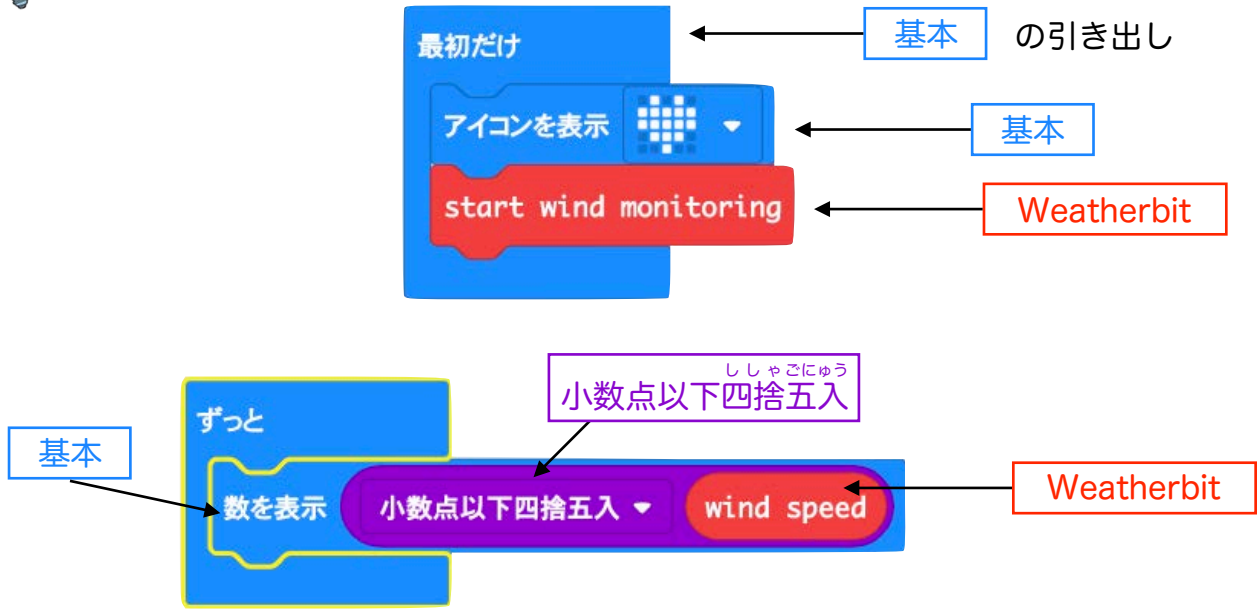 最初だけ
基本 の引き出し
アイコンを表示
基本
start wind monitoring
Weatherbit
ししゃごにゅう
小数点以下四捨五入
ずっと
基本
数を表示 小数点以下四捨五入 wind speed
Weatherbit